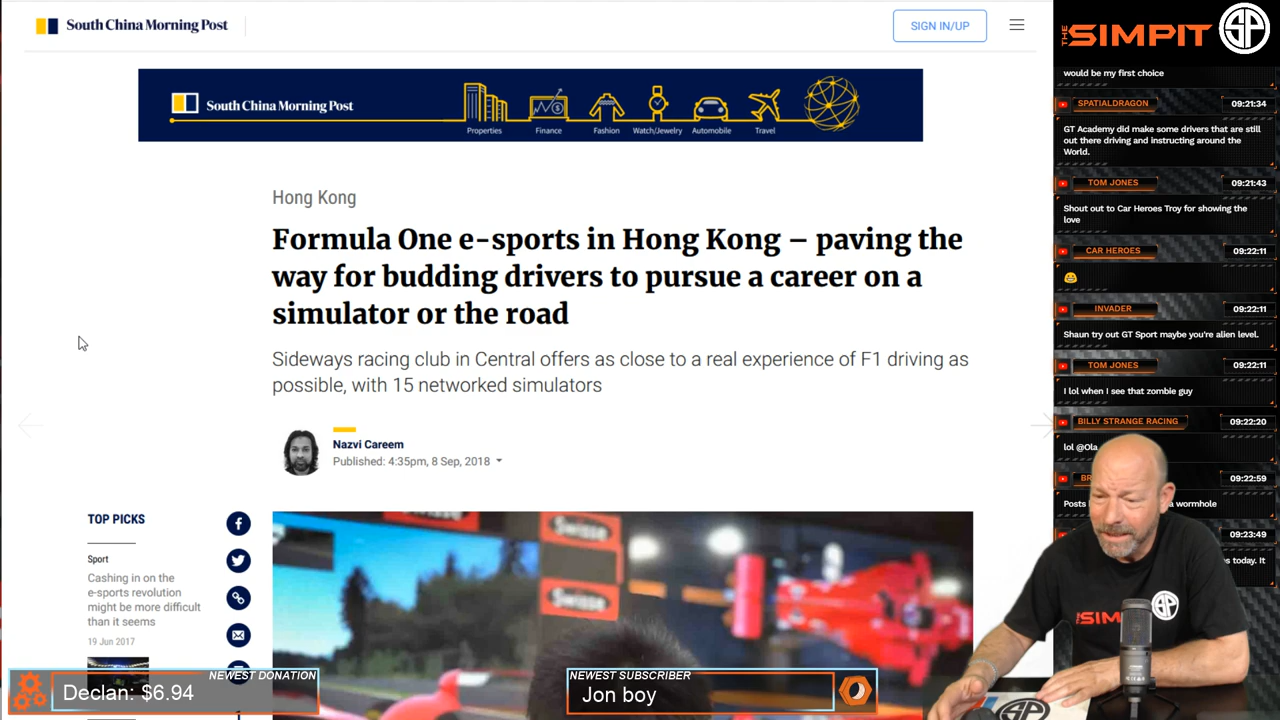 South China Morning Post
SIGN IN/UP
South China Morning Post
Properties
Finance
Fashion
Watch/Jewelry
Automobile
Travel
Hong Kong
Formula One e-sports in Hong Kong – paving the
way for budding drivers to pursue a career on a
simulator or the road
Sideways racing club in Central offers as close to a real experience of F1 driving as
possible, with 15 networked simulators
Nazvi Careem
Published: 4:35pm, 8 Sep, 2018
TOP PICKS
Sport
Cashing in on the
e-sports revolution
might be more difficult
than it seems
19 Jun 2017
Swisse
Swisse
NEWEST DONATION
Declan: $6.94
NEWEST SUBSCRIBER
Jon boy
THE SIMPIT
SP
would be my first choice
SPATIALDRAGON
09:21:34
GT Academy did make some drivers that are still
out there driving and instructing around the
World.
TOM JONES
09:21:43
Shout out to Car Heroes Troy for showing the
love
CAR HEROES
09:22:11
INVADER
09:22:11
Shaun try out GT Sport maybe you're alien level.
TOM JONES
09:22:11
I lol when I see that zombie guy
BILLY STRANGE RACING
09:22:20
lol @Ola
09:22:59
Posts
a wormhole
09:23:49
today. It
SP
SP